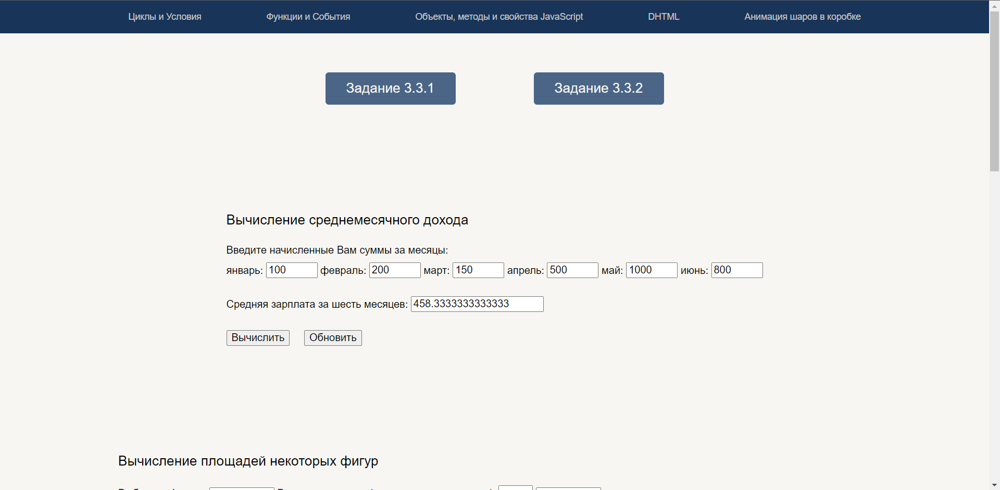 Циклы и Условия Функции и События Объекты, методы и свойства JavaScript DHTML Анимация шаров в коробке
Задание 3.3.1 Задание 3.3.2
Вычисление среднемесячного дохода
Введите начисленные Вам суммы за месяцы:
январь: 100 февраль: 200 март: 150 апрель: 500 май: 1000 июнь: 800
Средняя зарплата за шесть месяцев: 458.3333333333333
Вычислить Обновить
Вычисление площадей некоторых фигур